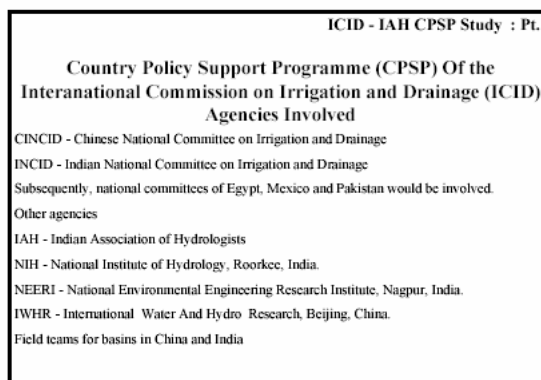 ICID - IAH CPSP Study : Pt.
Country Policy Support Programme (CPSP) Of the
Interanational Commission on Irrigation and Drainage (ICID)
Agencies Involved
CINCID - Chinese National Committee on Irrigation and Drainage
INCID - Indian National Committee on Irrigation and Drainage
Subsequently, national committees of Egypt, Mexico and Pakistan would be involved.
Other agencies
IAH - Indian Association of Hydrologists
NIH - National Institute of Hydrology, Roorkee, India.
NEERI - National Environmental Engineering Research Institute, Nagpur, India.
IWHR - International Water And Hydro Research, Beijing, China.
Field teams for basins in China and India